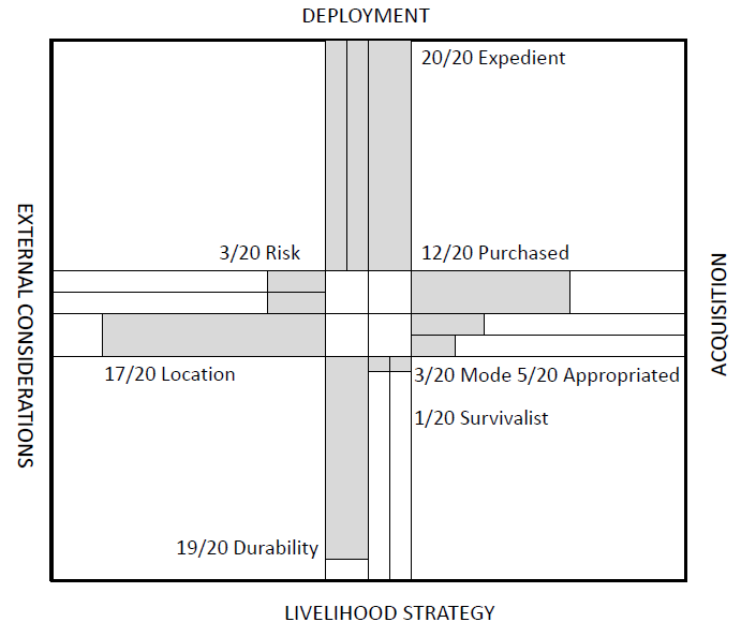 DEPLOYMENT
20/20 Expedient
3/20 Risk
12/20 Purchased
EXTERNAL CONSIDERATIONS
ACQUISITION
17/20 Location
3/20 Mode 5/20 Appropriated
1/20 Survivalist
19/20 Durability
LIVELIHOOD STRATEGY